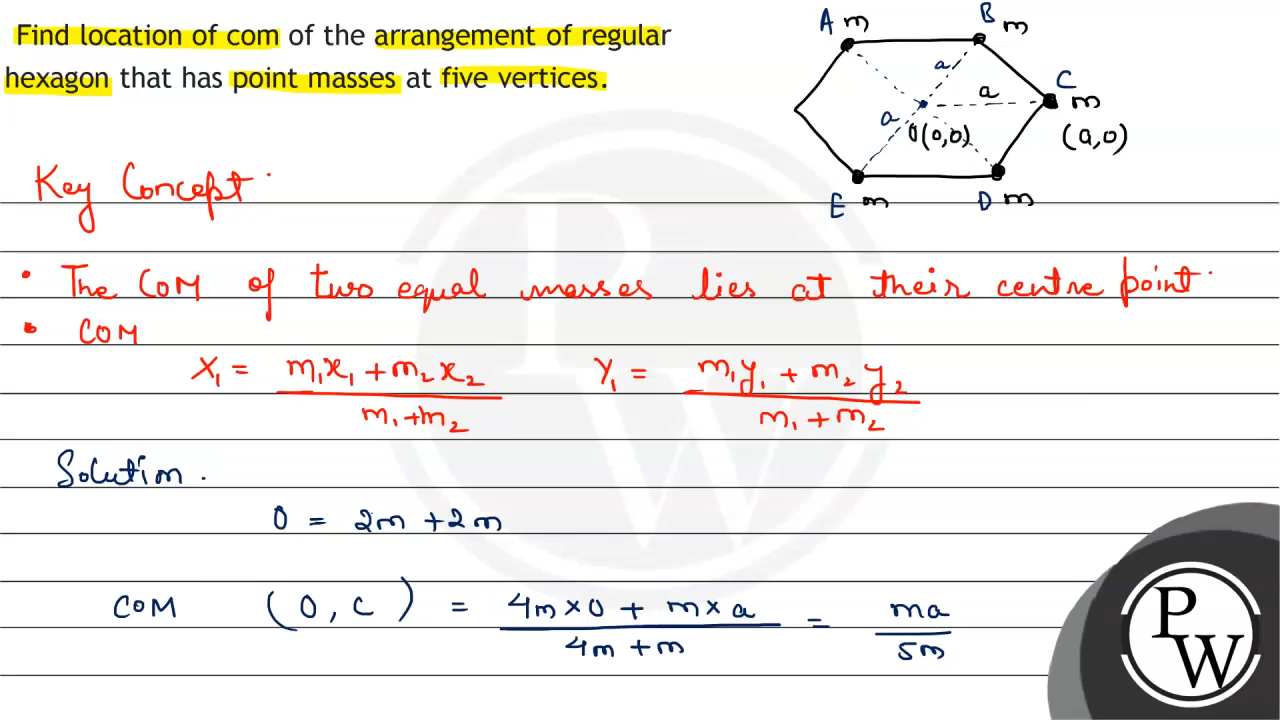 Find location of com of the arrangement of regular
hexagon that has point masses at five vertices.
A m
B m
a
C
a
m
a
O(0,0)
(a,0)
E m
D m
Key Concept.
• The COM of two equal masses lies at their centre point.
• COM
X₁ = m₁x₁ + m₂x₂ / m₁+m₂ Y₁ = m₁y₁ + m₂y₂ / m₁ + m₂
Solution.
O = 2m + 2m
COM (O, C) = 4m×0 + m×a / 4m + m = ma / 5m
P
W